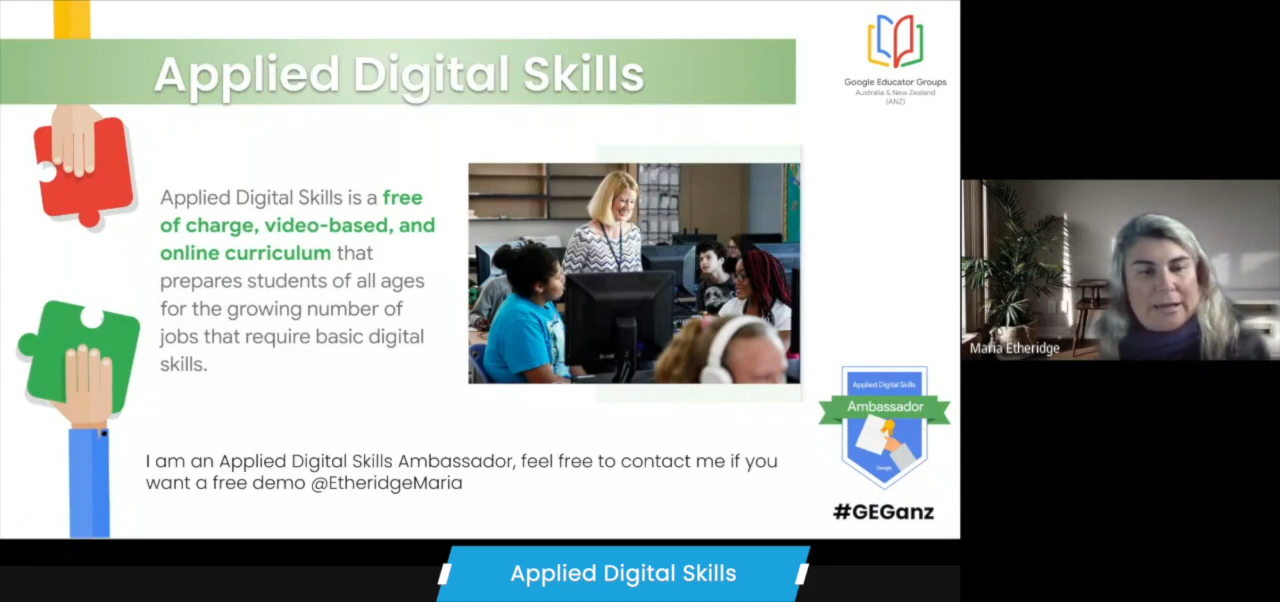 Applied Digital Skills
Google Educator Groups
Australia & New Zealand
(ANZ)
Applied Digital Skills is a free
of charge, video-based, and
online curriculum that
prepares students of all ages
for the growing number of
jobs that require basic digital
skills.
Maria Etheridge
Applied Digital Skills
Ambassador
Google
I am an Applied Digital Skills Ambassador, feel free to contact me if you
want a free demo @EtheridgeMaria
#GEGanz
Applied Digital Skills